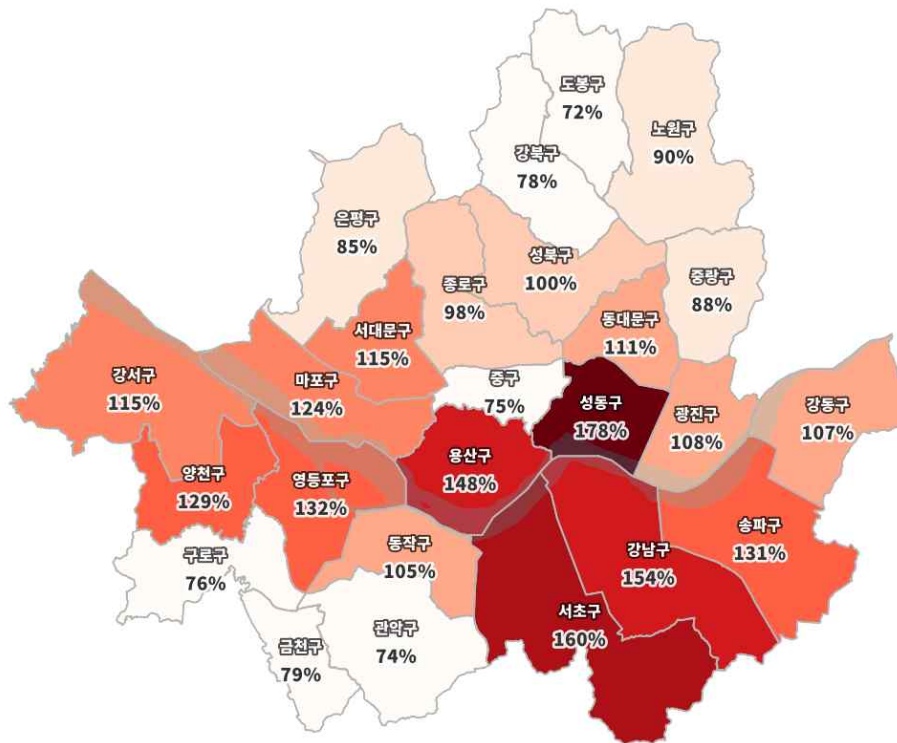 도봉구
72%
노원구
90%
강북구
78%
은평구
85%
성북구
100%
종로구
98%
중랑구
88%
동대문구
111%
서대문구
115%
강서구
115%
마포구
124%
중구
75%
성동구
178%
광진구
108%
강동구
107%
용산구
148%
양천구
129%
영등포구
132%
송파구
131%
동작구
105%
강남구
154%
구로구
76%
서초구
160%
관악구
74%
금천구
79%